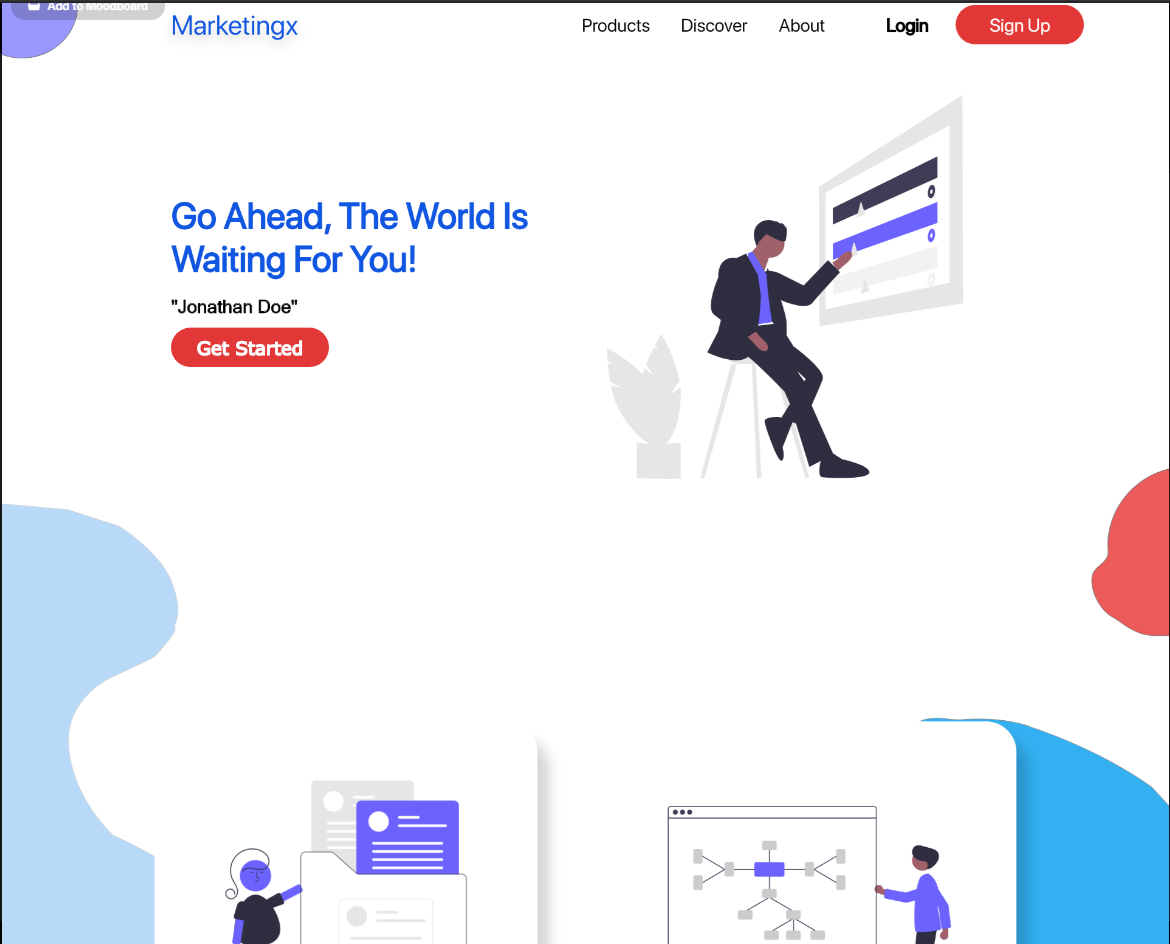 Add to Moodboard
Marketingx
Products
Discover
About
Login
Sign Up
Go Ahead, The World Is
Waiting For You!
"Jonathan Doe"
Get Started